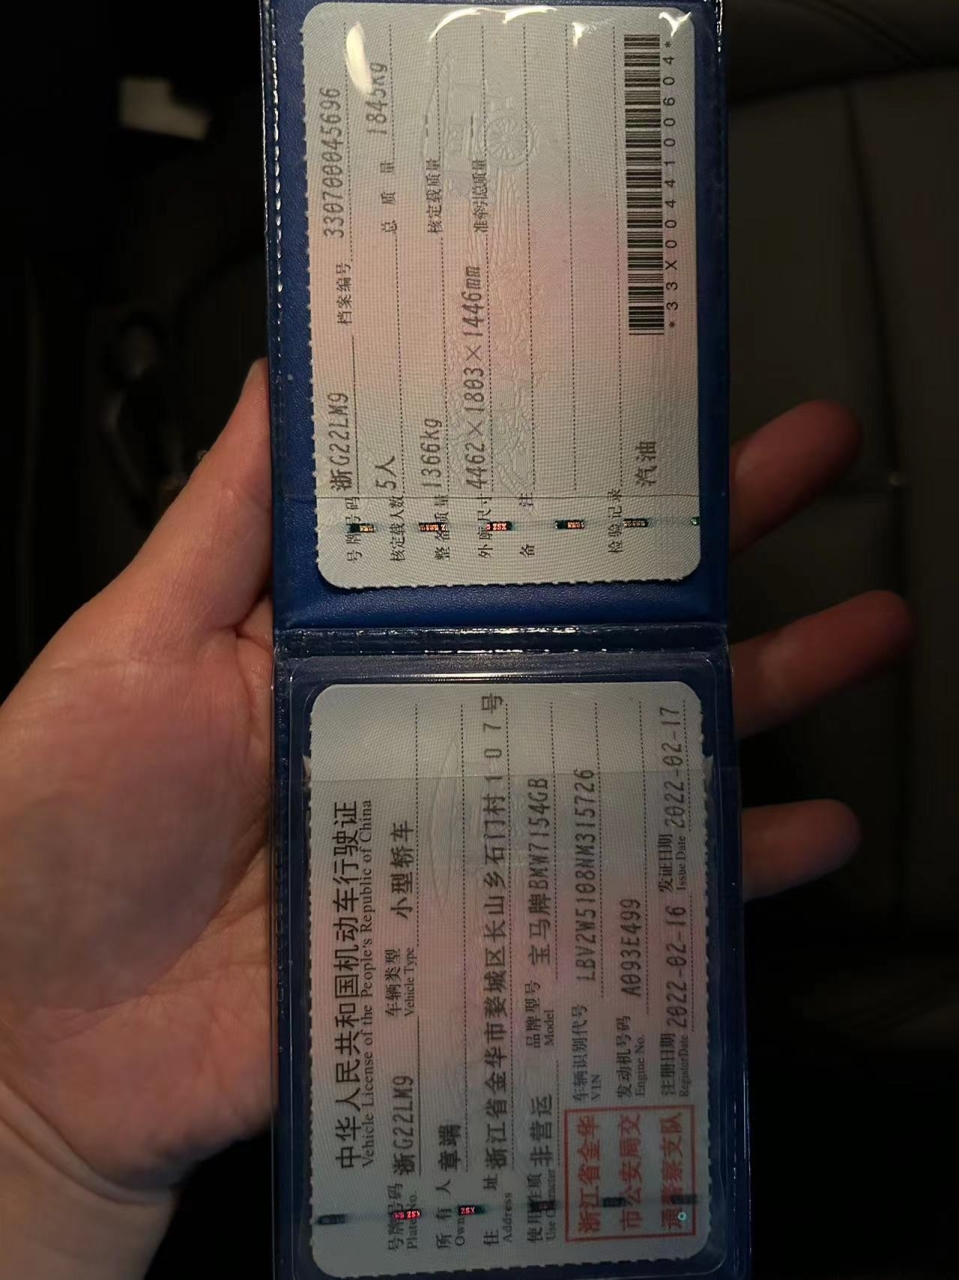 中华人民共和国机动车行驶证
Vehicle License of the People's Republic of China
号牌号码 浙G22LM9 车辆类型 小型轿车
Plate No. Vehicle Type
所有人 章端
Owner
住址 浙江省金华市婺城区长山乡石门村107号
Address
使用性质 非营运 品牌型号 宝马牌BMW7154GB
Use Character Model
浙江省金华
市公安局交
通警察支队
车辆识别代号 LBV2W5108NM315726
VIN
发动机号码 A093E499
Engine No.
注册日期 2022-02-16 发证日期 2022-02-17
Register Date Issue Date
号牌号码 浙G22LM9 档案编号 330700045696
核定载人数 5人 总质量 1845kg
整备质量 1366kg 核定载质量 --
外廓尺寸 4462×1803×1446mm 准牵引总质量 --
备注
检验记录
汽油
*33X0044100604*